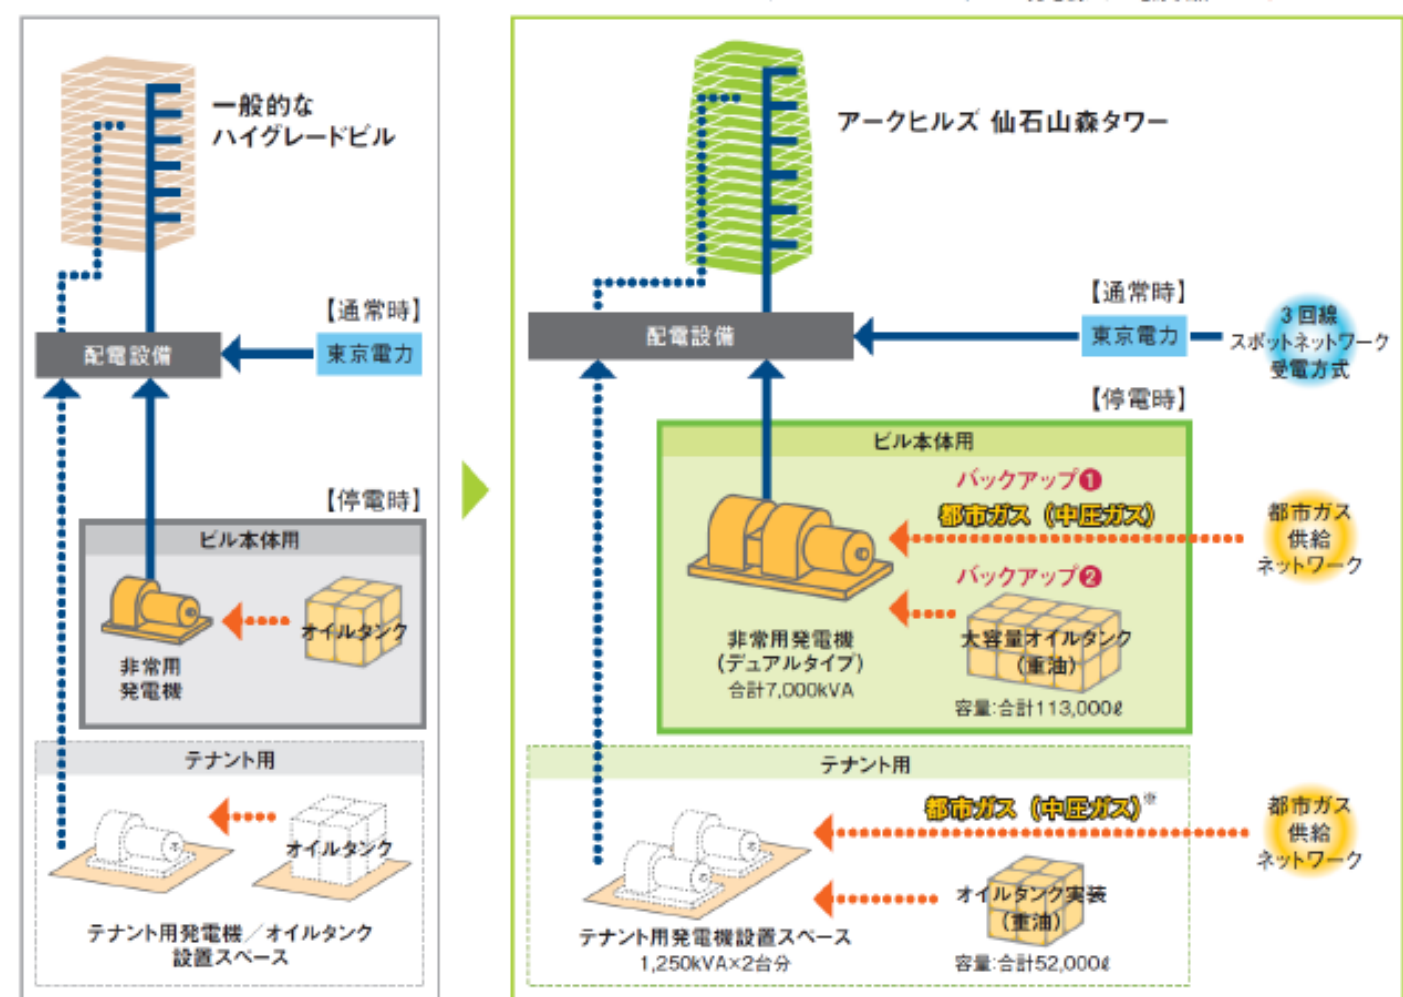 一般的な
ハイグレードビル
【通常時】
配電設備
東京電力
【停電時】
ビル本体用
オイルタンク
非常用
発電機
テナント用
オイルタンク
テナント用発電機／オイルタンク
設置スペース
アークヒルズ 仙石山森タワー
【通常時】
配電設備
東京電力
3回線
スポットネットワーク
受電方式
【停電時】
ビル本体用
バックアップ❶
都市ガス（中圧ガス）
都市ガス
供給
ネットワーク
バックアップ❷
大容量オイルタンク
（重油）
容量:合計113,000ℓ
非常用発電機
（デュアルタイプ）
合計7,000kVA
テナント用
都市ガス（中圧ガス）※
都市ガス
供給
ネットワーク
オイルタンク実装
（重油）
容量:合計52,000ℓ
テナント用発電機設置スペース
1,250kVA×2台分